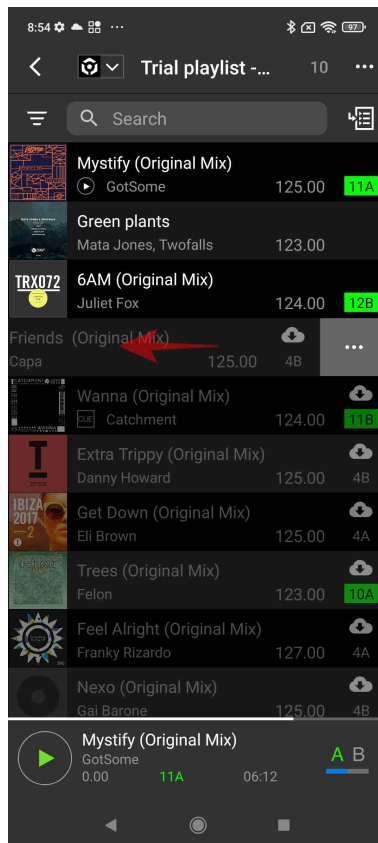 8:54 97
Trial playlist -... 10
Search
Mystify (Original Mix)
GotSome 125.00 11A
Green plants
Mata Jones, Twofalls 123.00
TRX072
6AM (Original Mix)
Juliet Fox 124.00 12B
Friends (Original Mix)
Capa 125.00 4B
Wanna (Original Mix)
CUE Catchment 124.00 11B
Extra Trippy (Original Mix)
Danny Howard 125.00 4B
IBIZA
2017
Get Down (Original Mix)
Eli Brown 125.00 4A
Trees (Original Mix)
Felon 123.00 10A
Feel Alright (Original Mix)
Franky Rizardo 127.00 4A
Nexo (Original Mix)
Gai Barone 125.00 4B
Mystify (Original Mix)
GotSome A B
0.00 11A 06:12